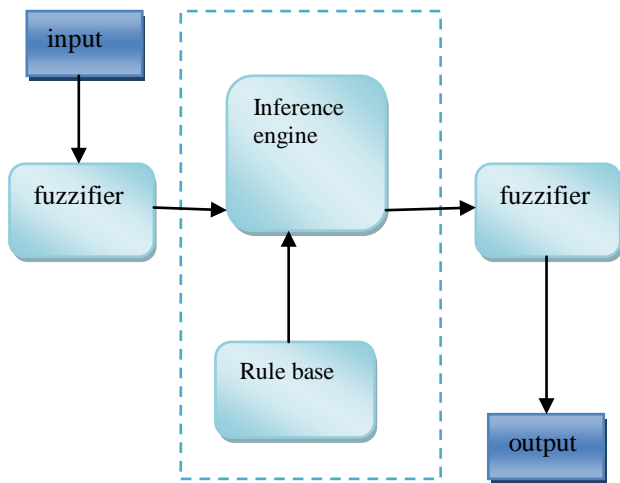 input
fuzzifier
Inference
engine
Rule base
fuzzifier
output